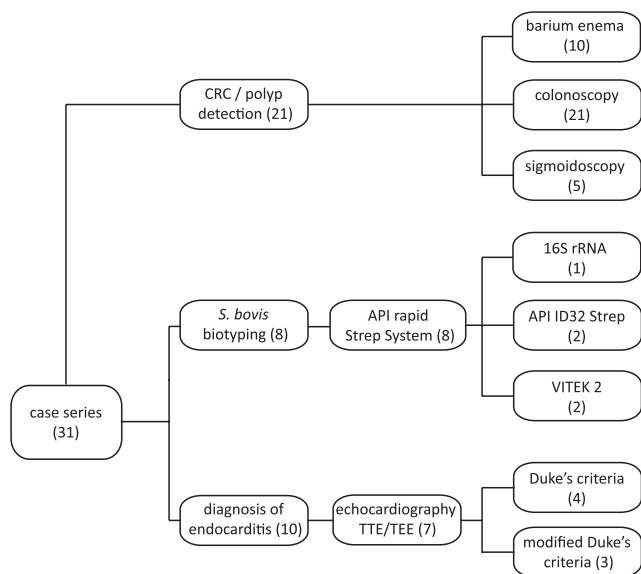 barium enema
(10)
CRC / polyp
detection (21)
colonoscopy
(21)
sigmoidoscopy
(5)
16S rRNA
(1)
S. bovis
biotyping (8)
API rapid
Strep System (8)
API ID32 Strep
(2)
VITEK 2
(2)
case series
(31)
Duke's criteria
(4)
diagnosis of
endocarditis (10)
echocardiography
TTE/TEE (7)
modified Duke's
criteria (3)